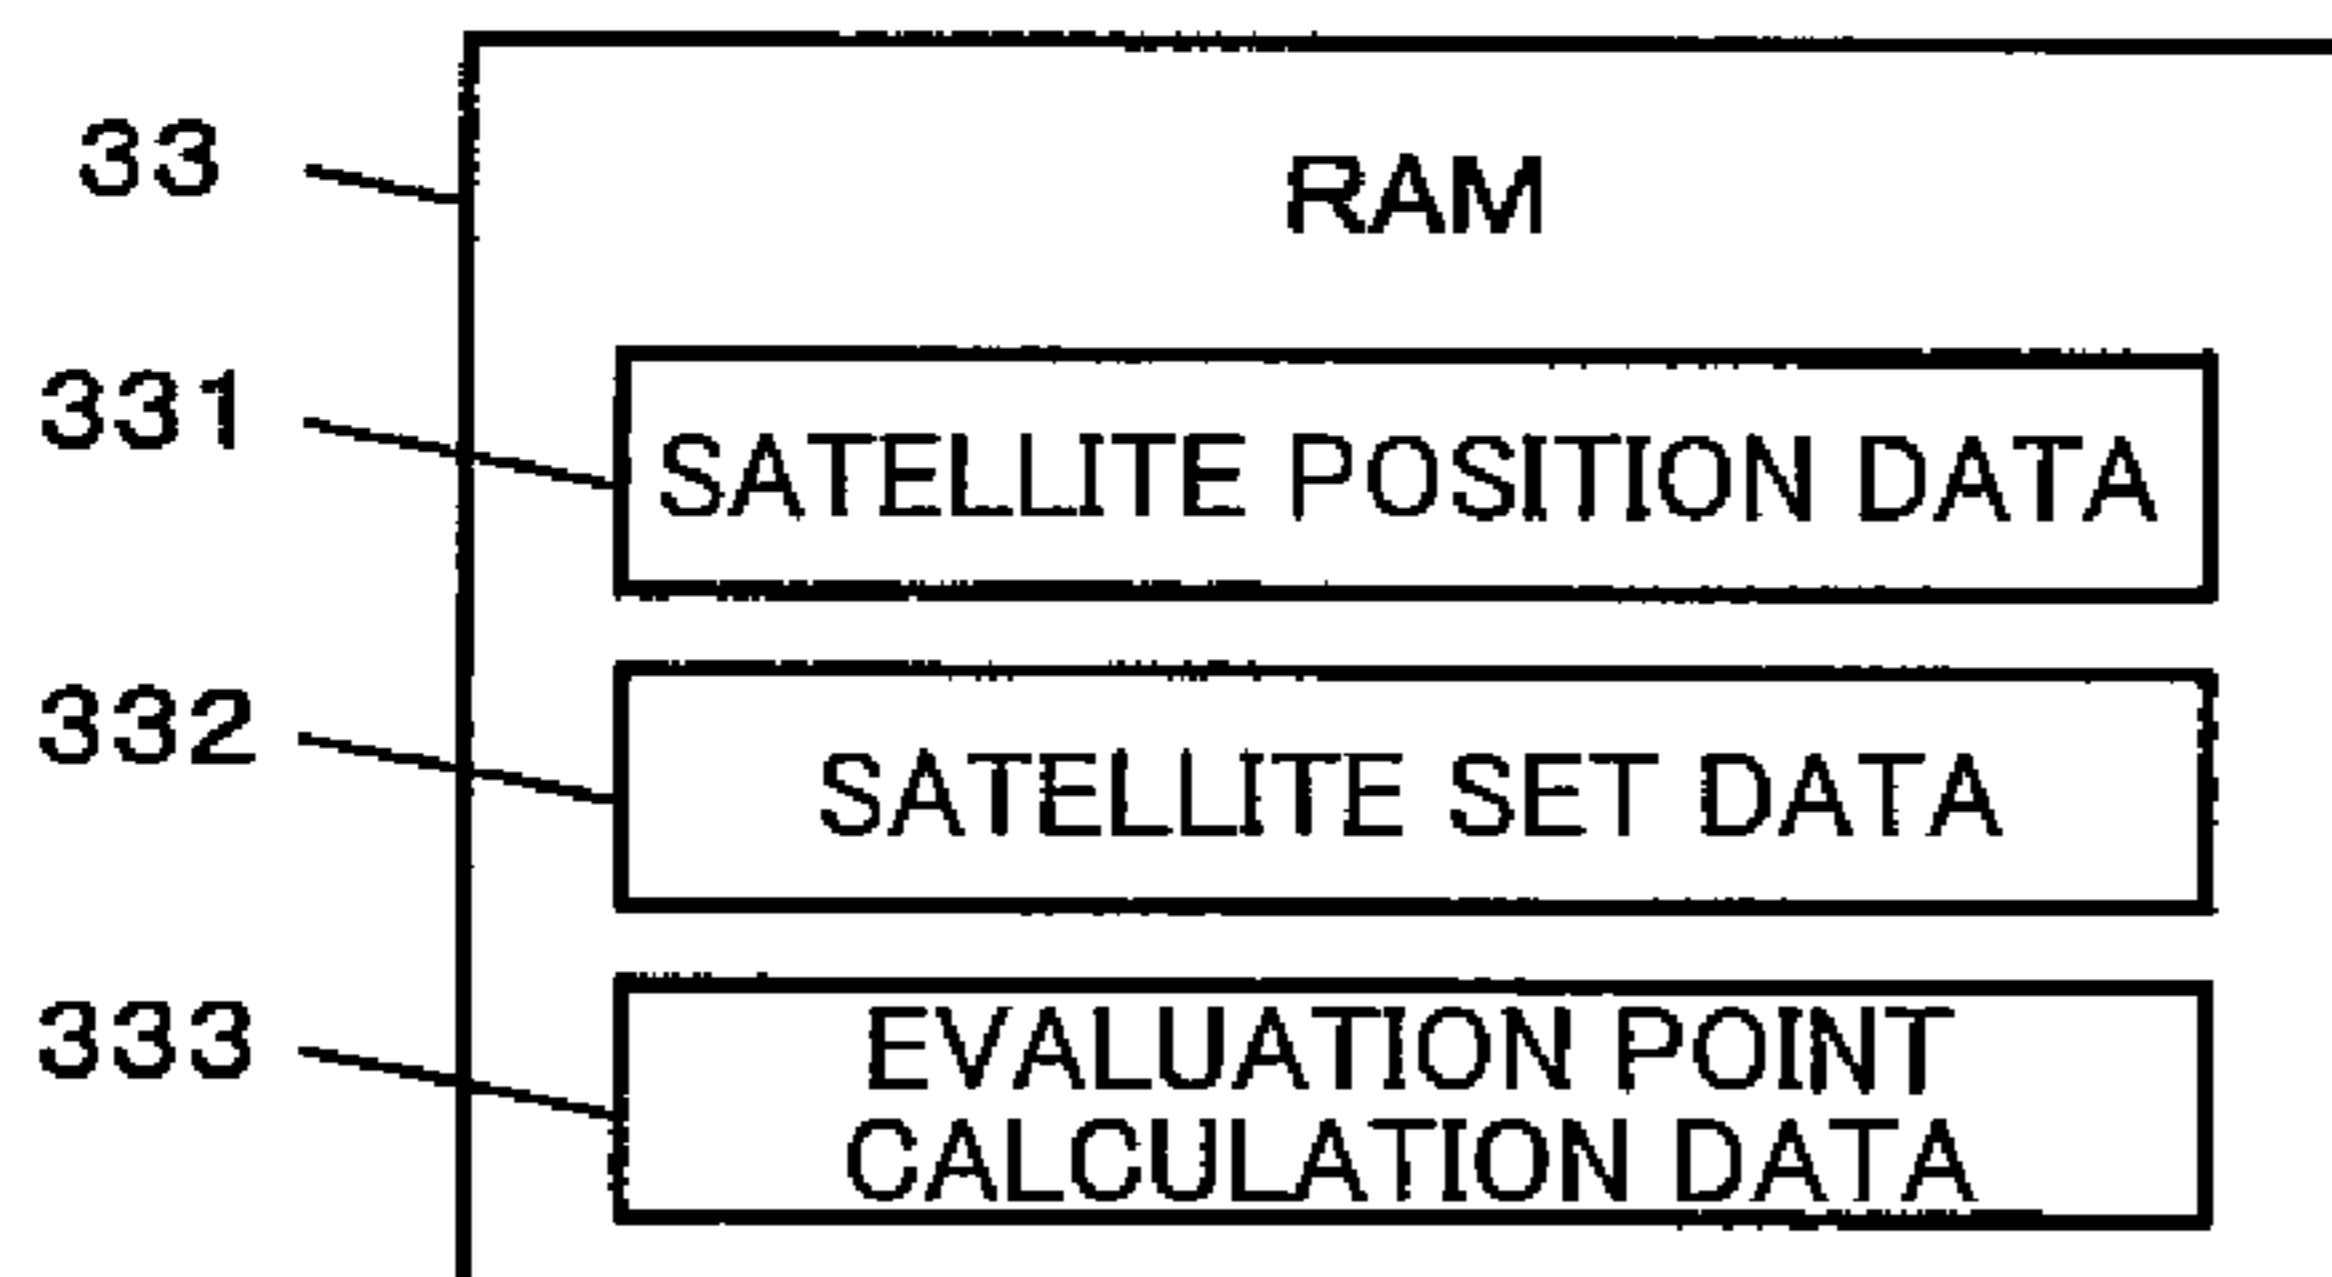 33
RAM
331
SATELLITE POSITION DATA
332
SATELLITE SET DATA
333
EVALUATION POINT
CALCULATION DATA